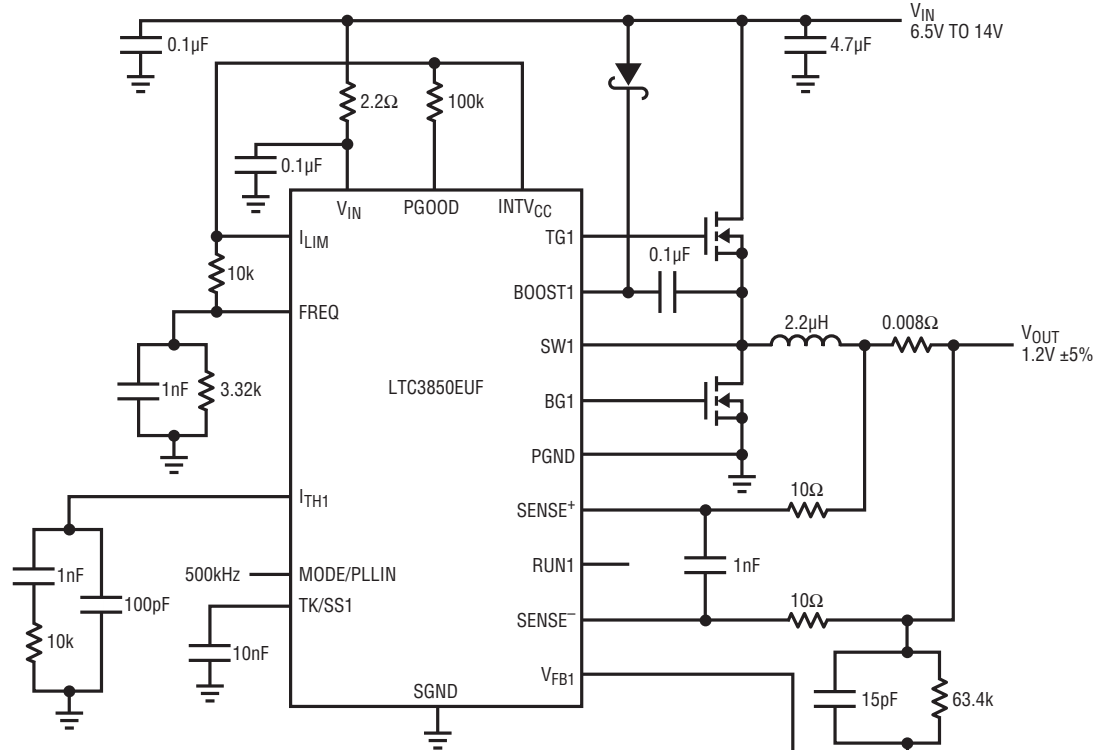 V_IN
6.5V TO 14V
0.1µF
4.7µF
2.2Ω
100k
0.1µF
V_IN
PGOOD
INTV_CC
I_LIM
TG1
0.1µF
10k
BOOST1
FREQ
2.2µH
0.008Ω
V_OUT
1.2V ±5%
SW1
1nF
3.32k
LTC3850EUF
BG1
PGND
10Ω
I_TH1
SENSE⁺
1nF
100pF
500kHz
MODE/PLLIN
RUN1
1nF
TK/SS1
10Ω
10k
10nF
SENSE⁻
V_FB1
15pF
63.4k
SGND